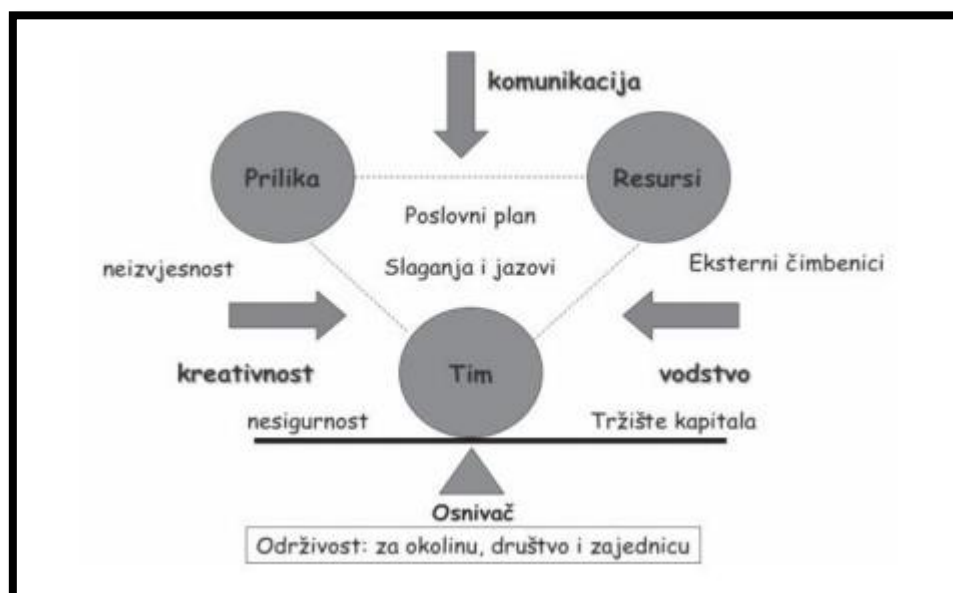 komunikacija
Prilika
Resursi
Poslovni plan
neizvjesnost
Slaganja i jazovi
Eksterni čimbenici
kreativnost
Tim
vodstvo
nesigurnost
Tržište kapitala
Osnivač
Održivost: za okolinu, društvo i zajednicu